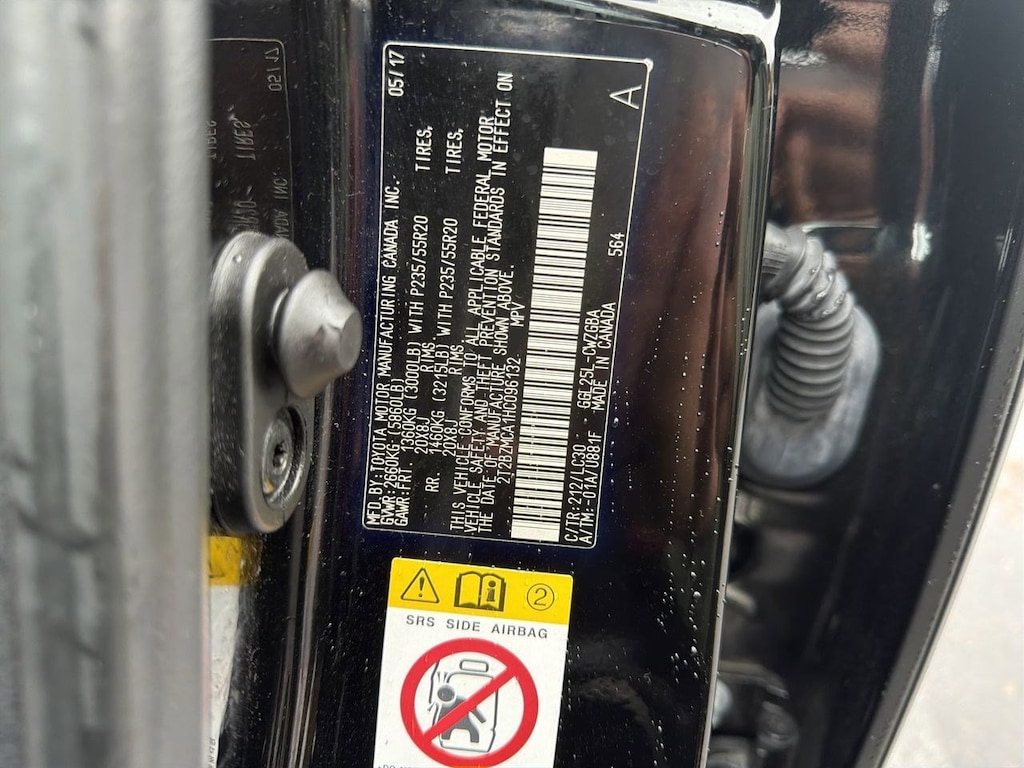 MFD.BY:TOYOTA MOTOR MANUFACTURING CANADA INC. 05/17
GVWR:2660KG(5860LB)
GAWR:FRT. 1360KG(3000LB) WITH P235/55R20 TIRES,
20X8J RIMS,
RR 1460KG(3215LB) WITH P235/55R20 TIRES,
20X8J RIMS
THIS VEHICLE CONFORMS TO ALL APPLICABLE FEDERAL MOTOR
VEHICLE SAFETY AND THEFT PREVENTION STANDARDS IN EFFECT ON
THE DATE OF MANUFACTURE SHOWN ABOVE.
2T2BZMCA1HC096132 MPV
C/TR:212/LC30 GGL25L-CWZGBA
A/TM:-01A/U881F MADE IN CANADA 564
A
2
SRS SIDE AIRBAG